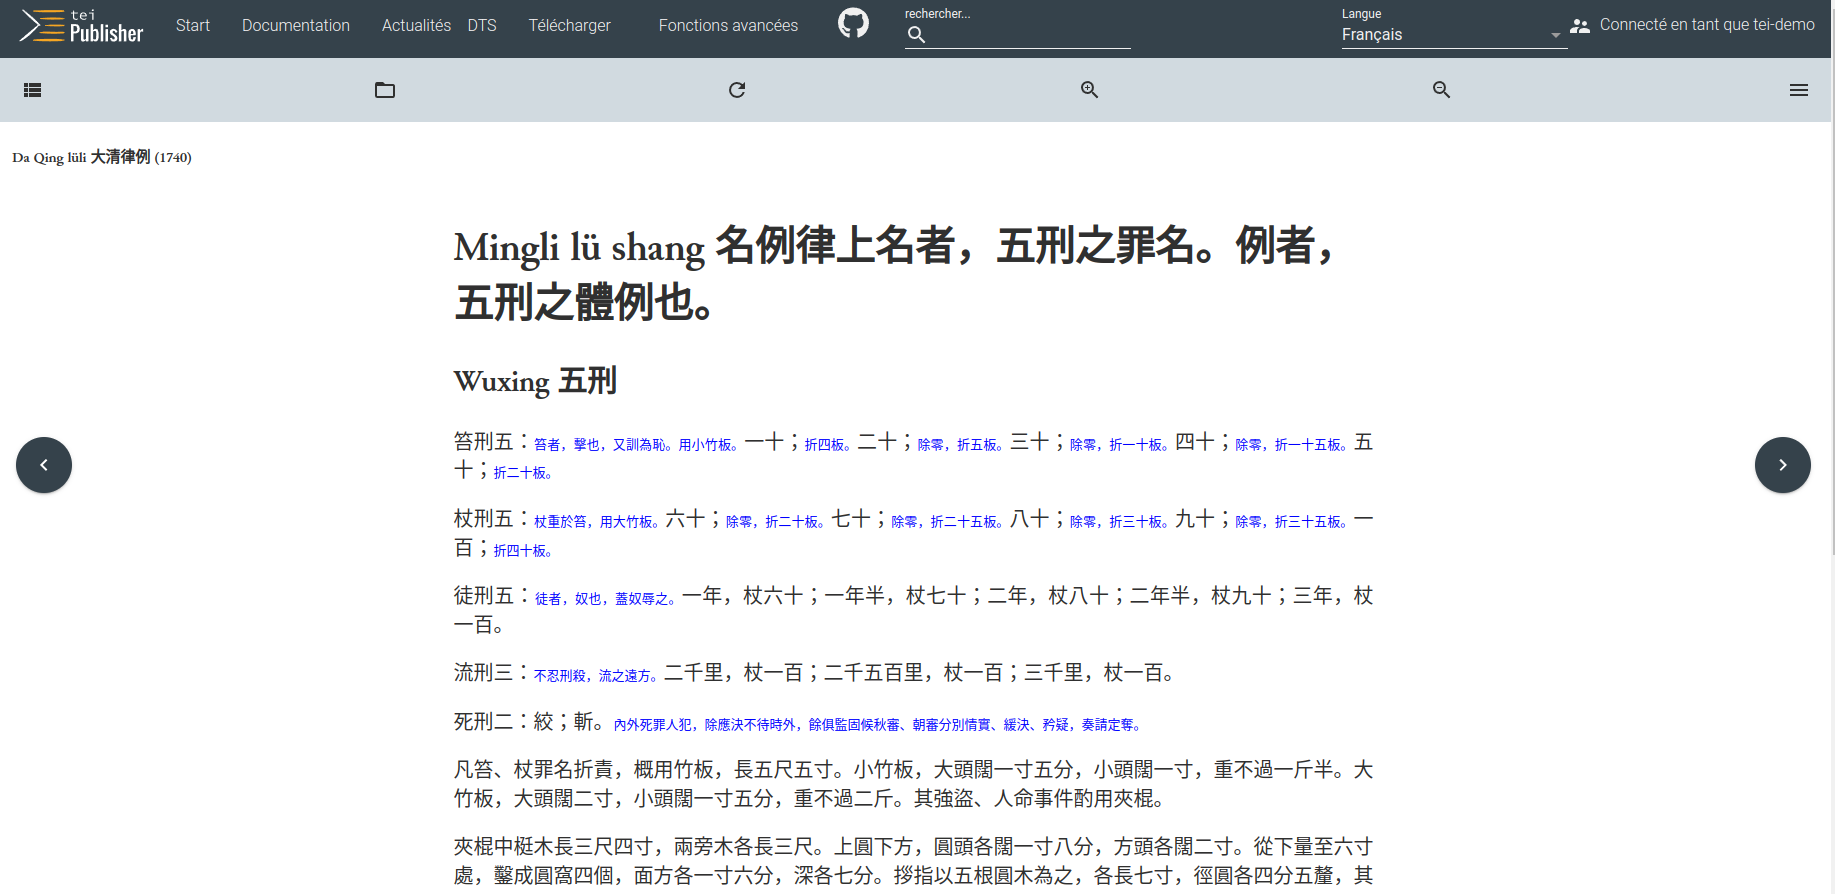 tei Publisher
Start
Documentation
Actualités
DTS
Télécharger
Fonctions avancées
rechercher...
Langue
Français
Connecté en tant que tei-demo
Da Qing lüli 大清律例 (1740)
Mingli lü shang 名例律上名者，五刑之罪名。例者，
五刑之體例也。
Wuxing 五刑
笞刑五：笞者，擊也，又訓為恥。用小竹板。一十；折四板。二十；除零，折五板。三十；除零，折一十板。四十；除零，折一十五板。五
十；折二十板。
杖刑五：杖重於笞，用大竹板。六十；除零，折二十板。七十；除零，折二十五板。八十；除零，折三十板。九十；除零，折三十五板。一
百；折四十板。
徒刑五：徒者，奴也，蓋奴辱之。一年，杖六十；一年半，杖七十；二年，杖八十；二年半，杖九十；三年，杖
一百。
流刑三：不忍刑殺，流之遠方。二千里，杖一百；二千五百里，杖一百；三千里，杖一百。
死刑二：絞；斬。內外死罪人犯，除應決不待時外，餘俱監固候秋審、朝審分別情實、緩決、矜疑，奏請定奪。
凡笞、杖罪名折責，概用竹板，長五尺五寸。小竹板，大頭闊一寸五分，小頭闊一寸，重不過一斤半。大
竹板，大頭闊二寸，小頭闊一寸五分，重不過二斤。其強盜、人命事件酌用夾棍。
夾棍中梃木長三尺四寸，兩旁木各長三尺。上圓下方，圓頭各闊一寸八分，方頭各闊二寸。從下量至六寸
處，鑿成圓窩四個，面方各一寸六分，深各七分。拶指以五根圓木為之，各長七寸，徑圓各四分五釐，其